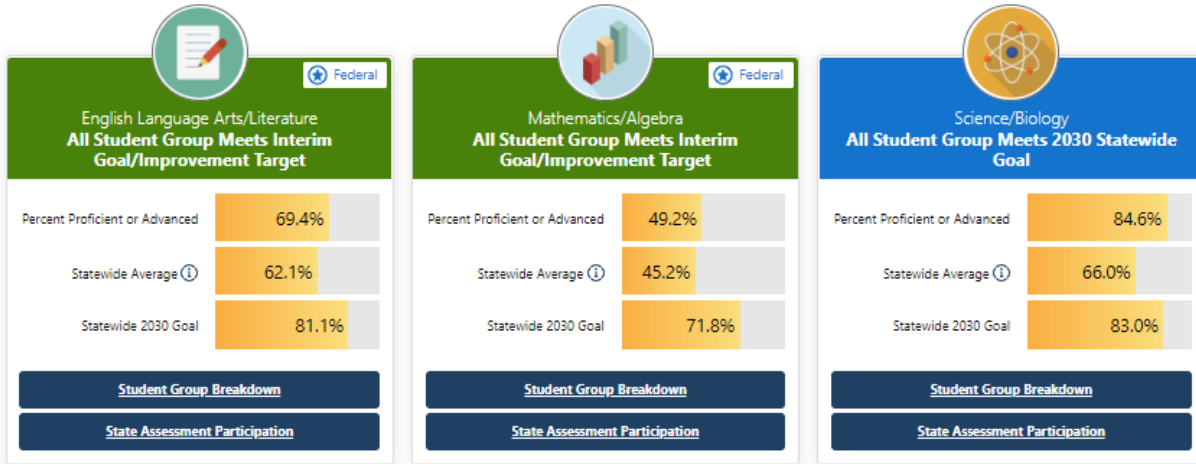 Federal
English Language Arts/Literature
All Student Group Meets Interim
Goal/Improvement Target
Percent Proficient or Advanced
69.4%
Statewide Average
62.1%
Statewide 2030 Goal
81.1%
Student Group Breakdown
State Assessment Participation
Federal
Mathematics/Algebra
All Student Group Meets Interim
Goal/Improvement Target
Percent Proficient or Advanced
49.2%
Statewide Average
45.2%
Statewide 2030 Goal
71.8%
Student Group Breakdown
State Assessment Participation
Science/Biology
All Student Group Meets 2030 Statewide
Goal
Percent Proficient or Advanced
84.6%
Statewide Average
66.0%
Statewide 2030 Goal
83.0%
Student Group Breakdown
State Assessment Participation